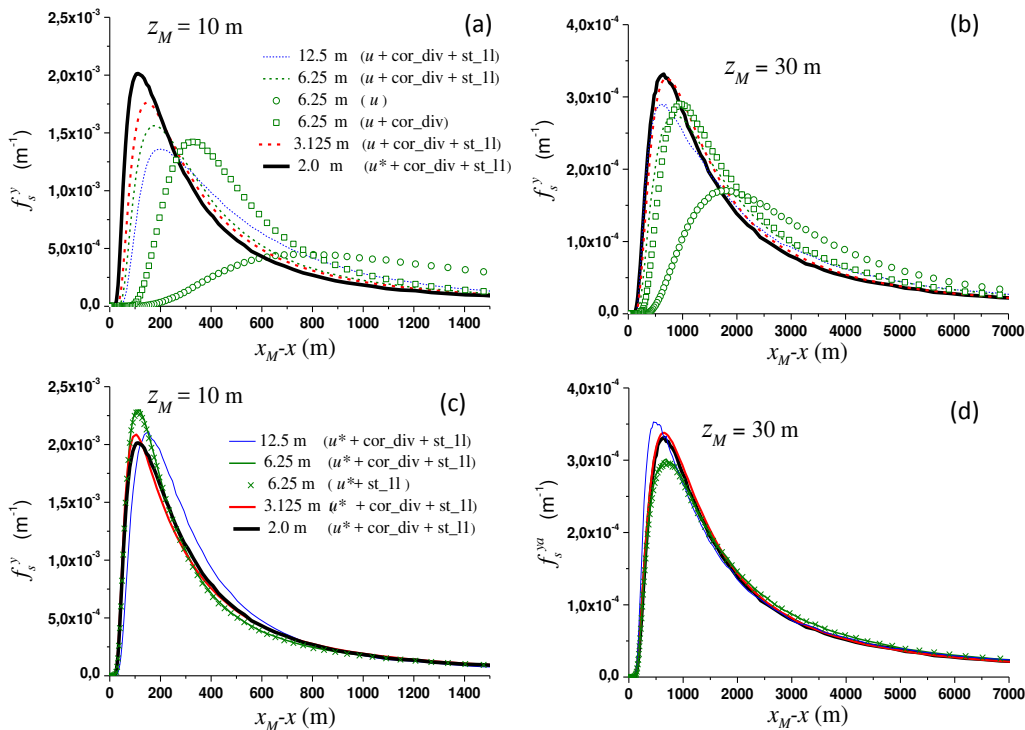 (a)
z_M = 10 m
12.5 m (u + cor_div + st_1l)
6.25 m (u + cor_div + st_1l)
6.25 m (u)
6.25 m (u + cor_div)
3.125 m (u + cor_div + st_1l)
2.0 m (u* + cor_div + st_1l)
2,5x10⁻³
2,0x10⁻³
1,5x10⁻³
1,0x10⁻³
5,0x10⁻⁴
0,0
f_s^y (m⁻¹)
0 200 400 600 800 1000 1200 1400
x_M-x (m)
(b)
z_M = 30 m
4,0x10⁻⁴
3,0x10⁻⁴
2,0x10⁻⁴
1,0x10⁻⁴
0,0
f_s^y (m⁻¹)
0 1000 2000 3000 4000 5000 6000 7000
x_M-x (m)
(c)
z_M = 10 m
12.5 m (u* + cor_div + st_1l)
6.25 m (u* + cor_div + st_1l)
6.25 m (u*+ st_1l )
3.125 m u* + cor_div + st_1l)
2.0 m (u* + cor_div + st_1l)
2,5x10⁻³
2,0x10⁻³
1,5x10⁻³
1,0x10⁻³
5,0x10⁻⁴
0,0
f_s^y (m⁻¹)
0 200 400 600 800 1000 1200 1400
x_M-x (m)
(d)
z_M = 30 m
4,0x10⁻⁴
3,0x10⁻⁴
2,0x10⁻⁴
1,0x10⁻⁴
0,0
f_s^ya (m⁻¹)
0 1000 2000 3000 4000 5000 6000 7000
x_M-x (m)